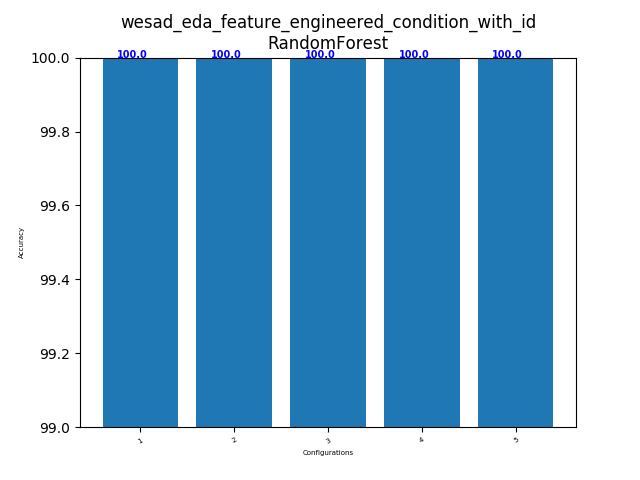 wesad_eda_feature_engineered_condition_with_id
RandomForest
100.0 100.0 100.0 100.0 100.0
100.0
99.8
99.6
99.4
99.2
99.0
Accuracy
1 2 3 4 5
Configurations